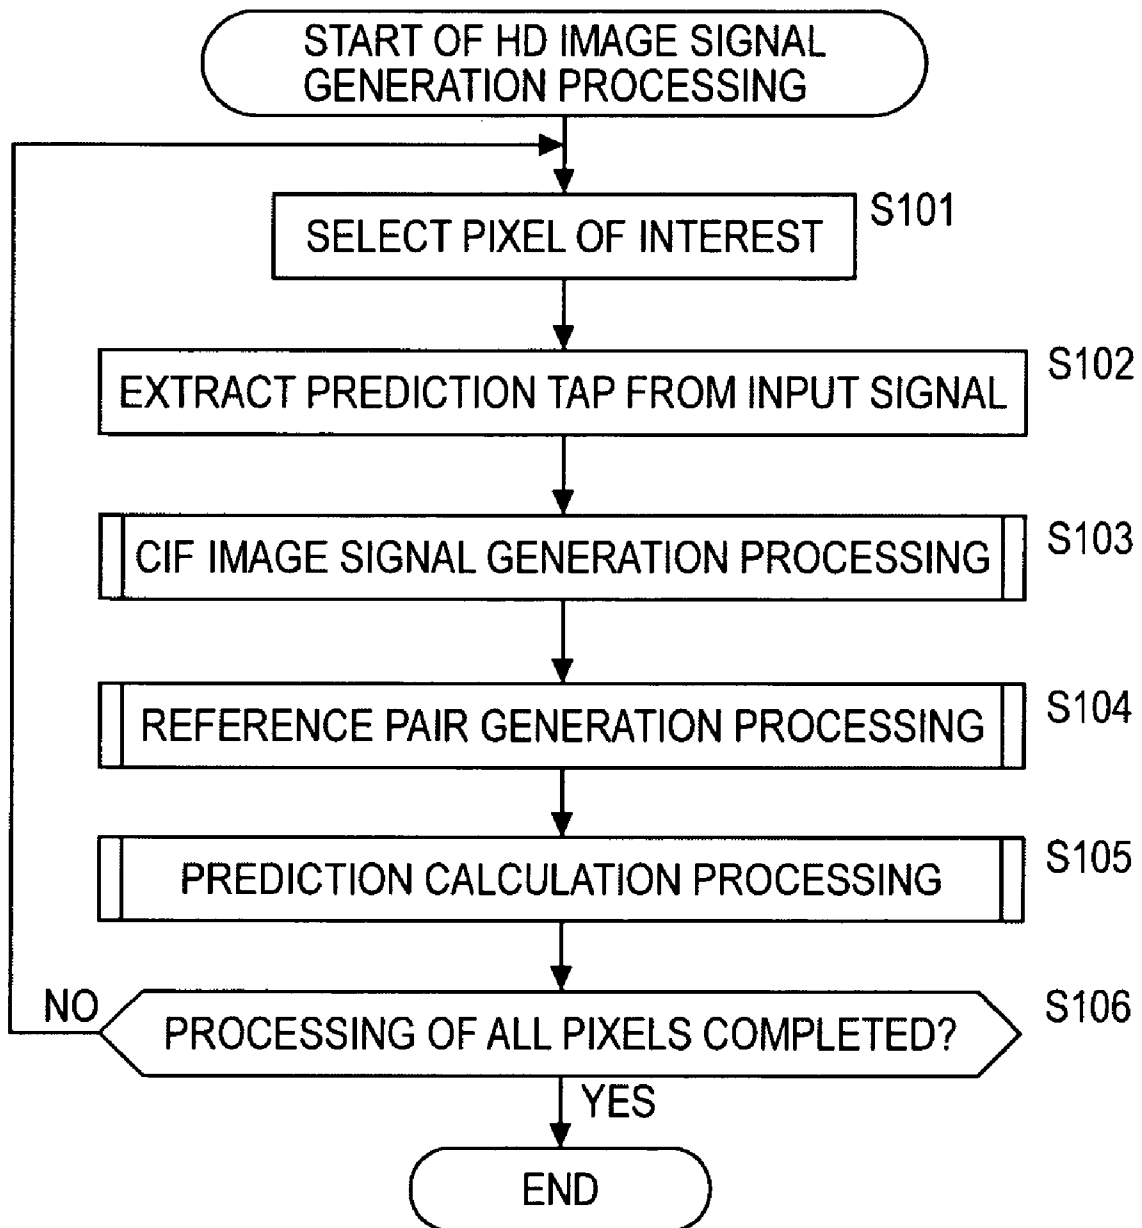 START OF HD IMAGE SIGNAL
GENERATION PROCESSING
SELECT PIXEL OF INTEREST
S101
EXTRACT PREDICTION TAP FROM INPUT SIGNAL
S102
CIF IMAGE SIGNAL GENERATION PROCESSING
S103
REFERENCE PAIR GENERATION PROCESSING
S104
PREDICTION CALCULATION PROCESSING
S105
NO
PROCESSING OF ALL PIXELS COMPLETED?
S106
YES
END